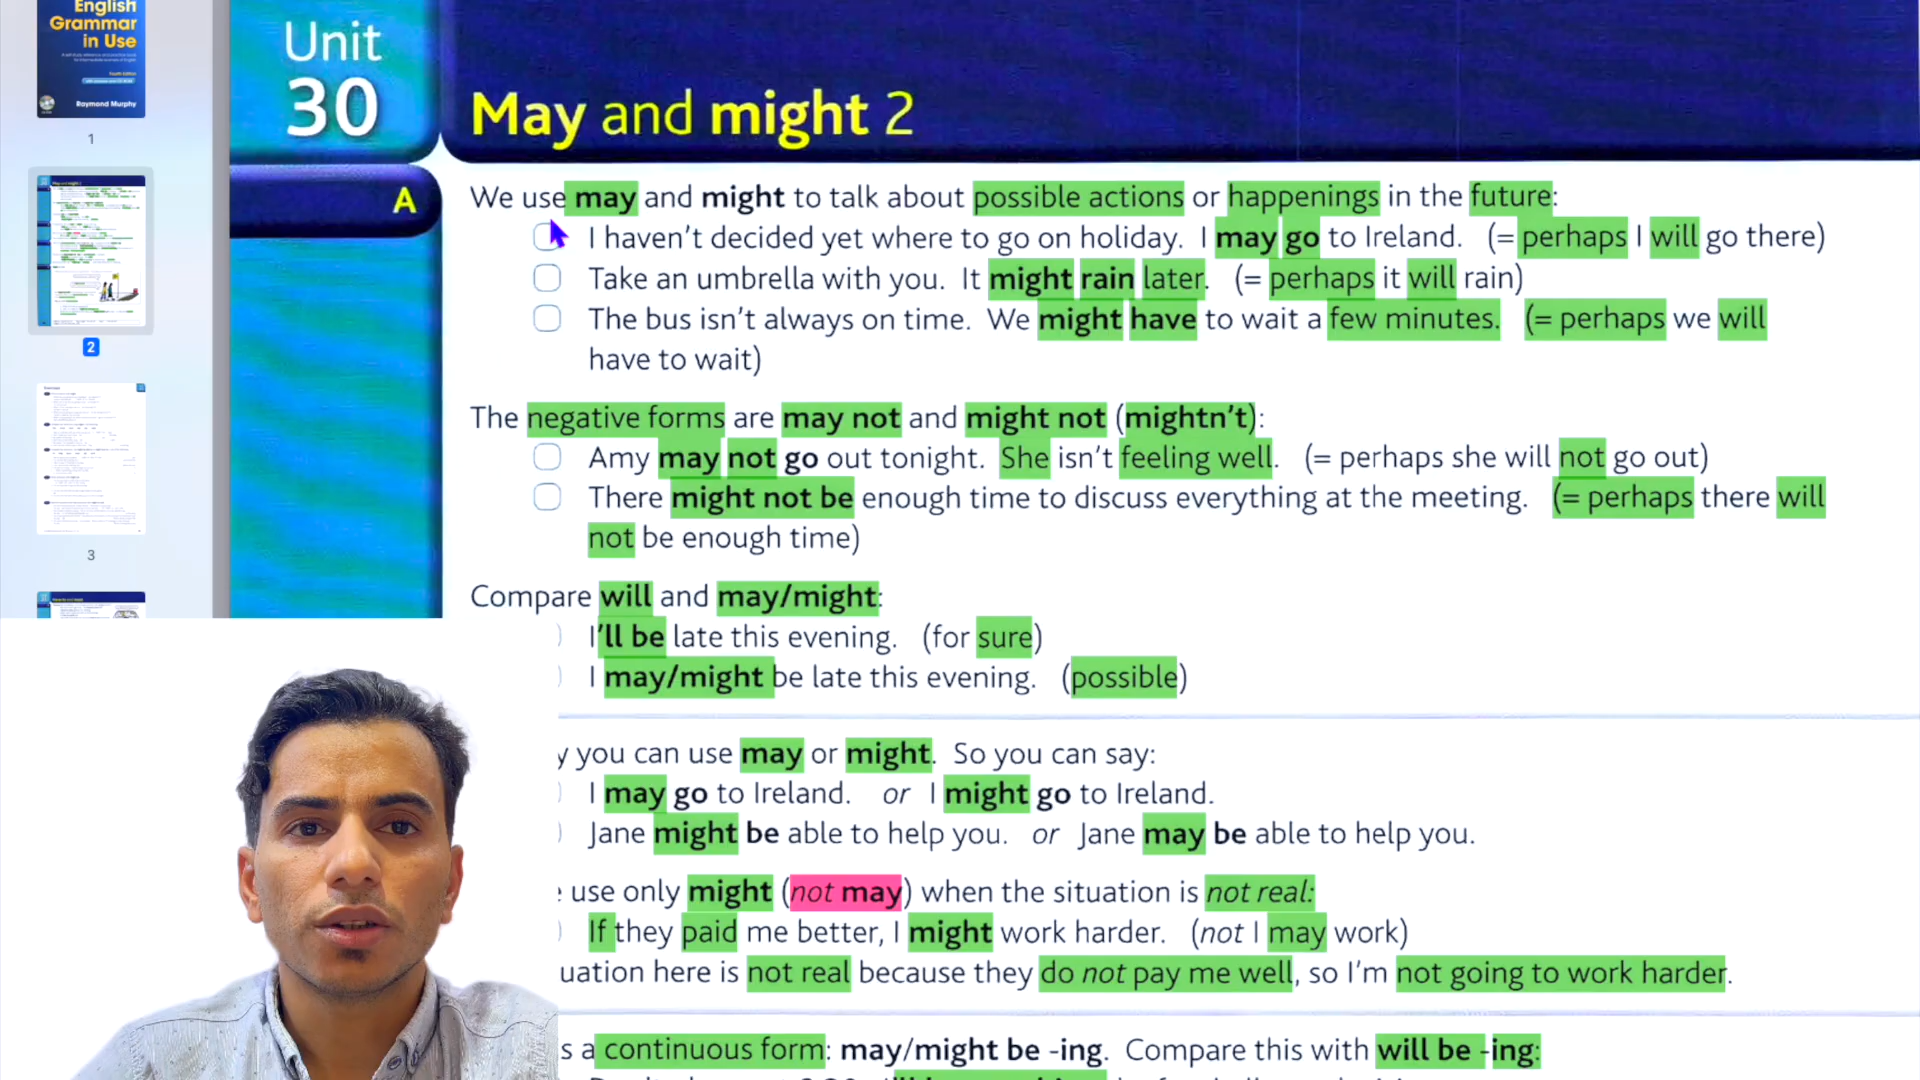 English
Grammar
in Use
Fourth Edition
Raymond Murphy
1
2
3
Unit
30
May and might 2
A
We use may and might to talk about possible actions or happenings in the future:
I haven't decided yet where to go on holiday. I may go to Ireland. (= perhaps I will go there)
Take an umbrella with you. It might rain later. (= perhaps it will rain)
The bus isn't always on time. We might have to wait a few minutes. (= perhaps we will
have to wait)
The negative forms are may not and might not (mightn't):
Amy may not go out tonight. She isn't feeling well. (= perhaps she will not go out)
There might not be enough time to discuss everything at the meeting. (= perhaps there will
not be enough time)
Compare will and may/might:
I'll be late this evening. (for sure)
I may/might be late this evening. (possible)
y you can use may or might. So you can say:
I may go to Ireland. or I might go to Ireland.
Jane might be able to help you. or Jane may be able to help you.
use only might (not may) when the situation is not real:
If they paid me better, I might work harder. (not I may work)
uation here is not real because they do not pay me well, so I'm not going to work harder.
s a continuous form: may/might be -ing. Compare this with will be -ing: